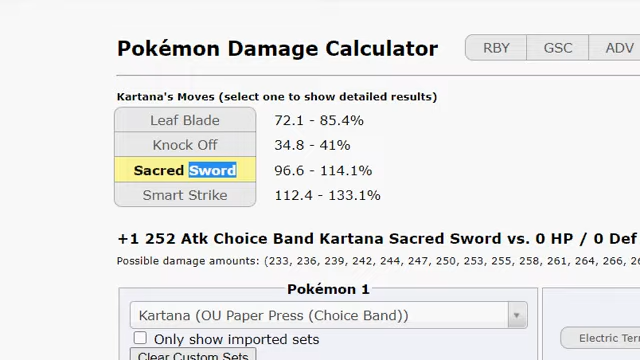 Pokémon Damage Calculator
RBY GSC ADV
Kartana's Moves (select one to show detailed results)
Leaf Blade 72.1 - 85.4%
Knock Off 34.8 - 41%
Sacred Sword 96.6 - 114.1%
Smart Strike 112.4 - 133.1%
+1 252 Atk Choice Band Kartana Sacred Sword vs. 0 HP / 0 Def
Possible damage amounts: (233, 236, 239, 242, 244, 247, 250, 253, 255, 258, 261, 264, 266, 26
Pokémon 1
Kartana (OU Paper Press (Choice Band))
Only show imported sets
Electric Terr
Clear Custom Sets